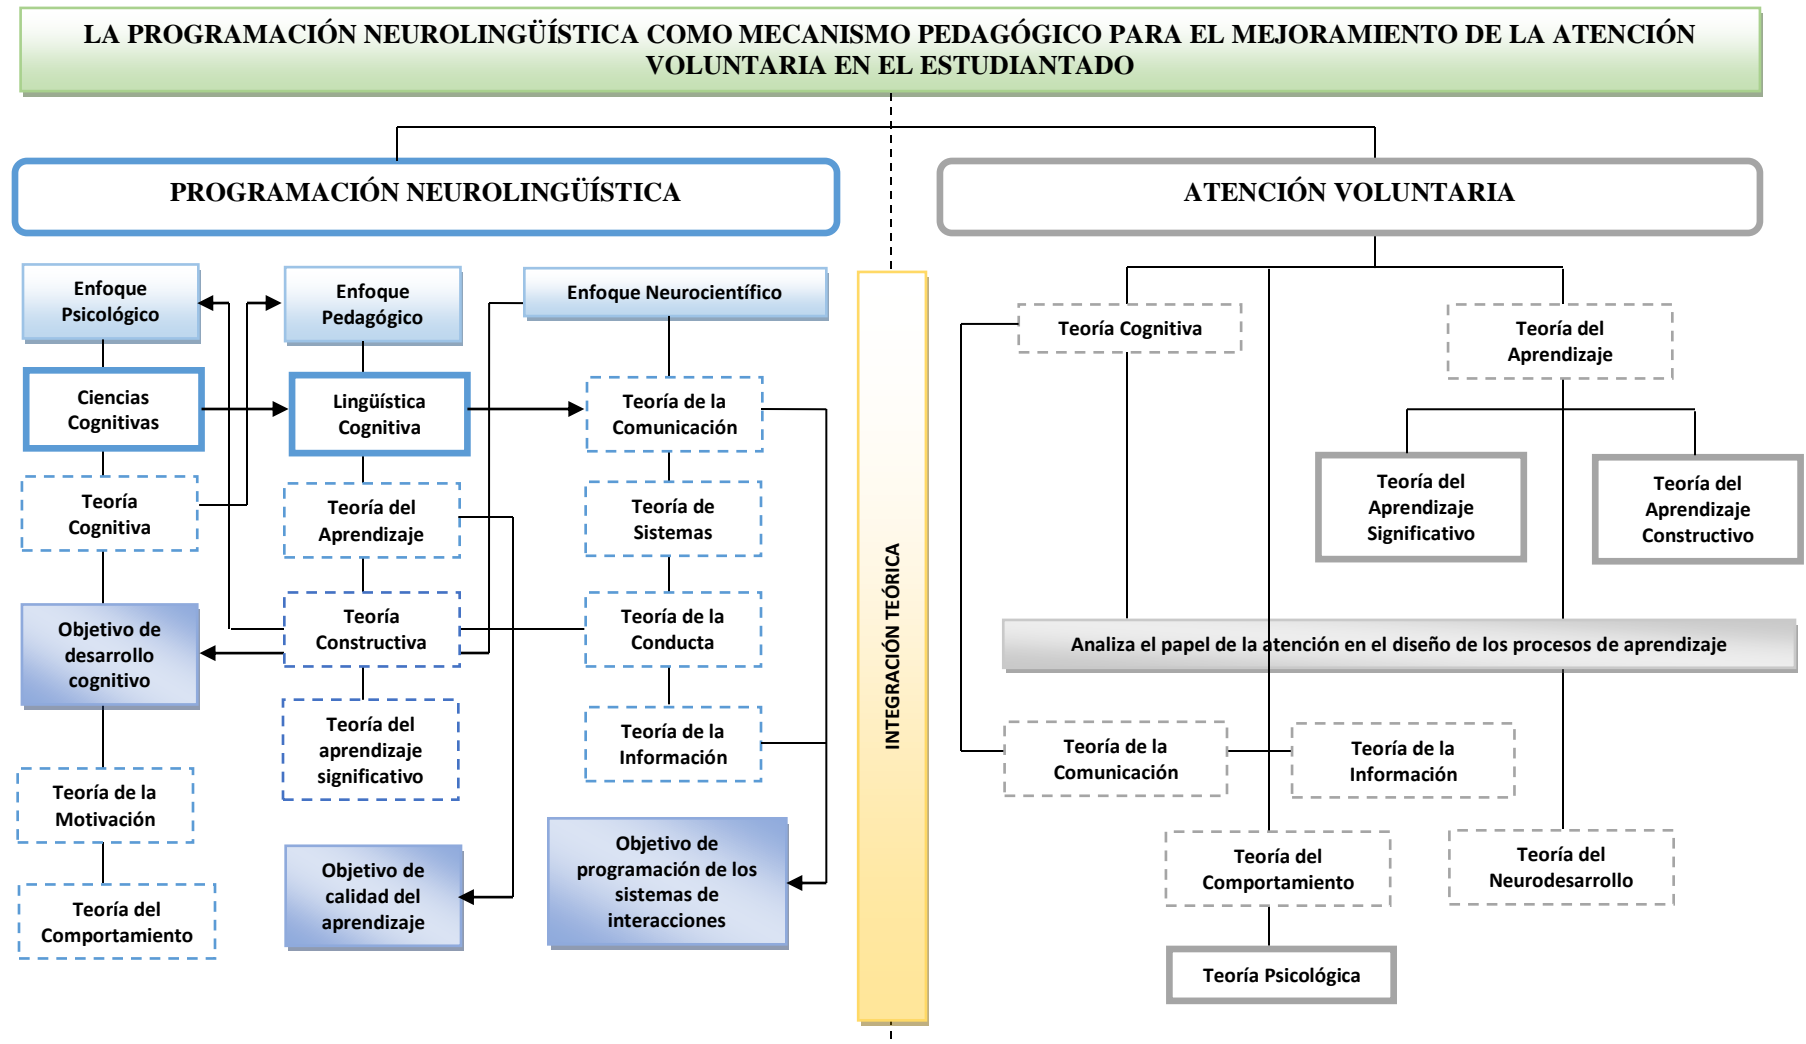 LA PROGRAMACIÓN NEUROLINGÜÍSTICA COMO MECANISMO PEDAGÓGICO PARA EL MEJORAMIENTO DE LA ATENCIÓN
VOLUNTARIA EN EL ESTUDIANTADO
PROGRAMACIÓN NEUROLINGÜÍSTICA
Enfoque
Psicológico
Ciencias
Cognitivas
Teoría
Cognitiva
Objetivo de
desarrollo
cognitivo
Teoría de la
Motivación
Teoría del
Comportamiento
Enfoque
Pedagógico
Lingüística
Cognitiva
Teoría del
Aprendizaje
Teoría
Constructiva
Teoría del
aprendizaje
significativo
Objetivo de
calidad del
aprendizaje
Enfoque Neurocientífico
Teoría de la
Comunicación
Teoría de
Sistemas
Teoría de la
Conducta
Teoría de la
Información
Objetivo de
programación de los
sistemas de
interacciones
INTEGRACIÓN TEÓRICA
ATENCIÓN VOLUNTARIA
Teoría Cognitiva
Teoría del
Aprendizaje
Teoría del
Aprendizaje
Significativo
Teoría del
Aprendizaje
Constructivo
Analiza el papel de la atención en el diseño de los procesos de aprendizaje
Teoría de la
Comunicación
Teoría de la
Información
Teoría del
Comportamiento
Teoría del
Neurodesarrollo
Teoría Psicológica